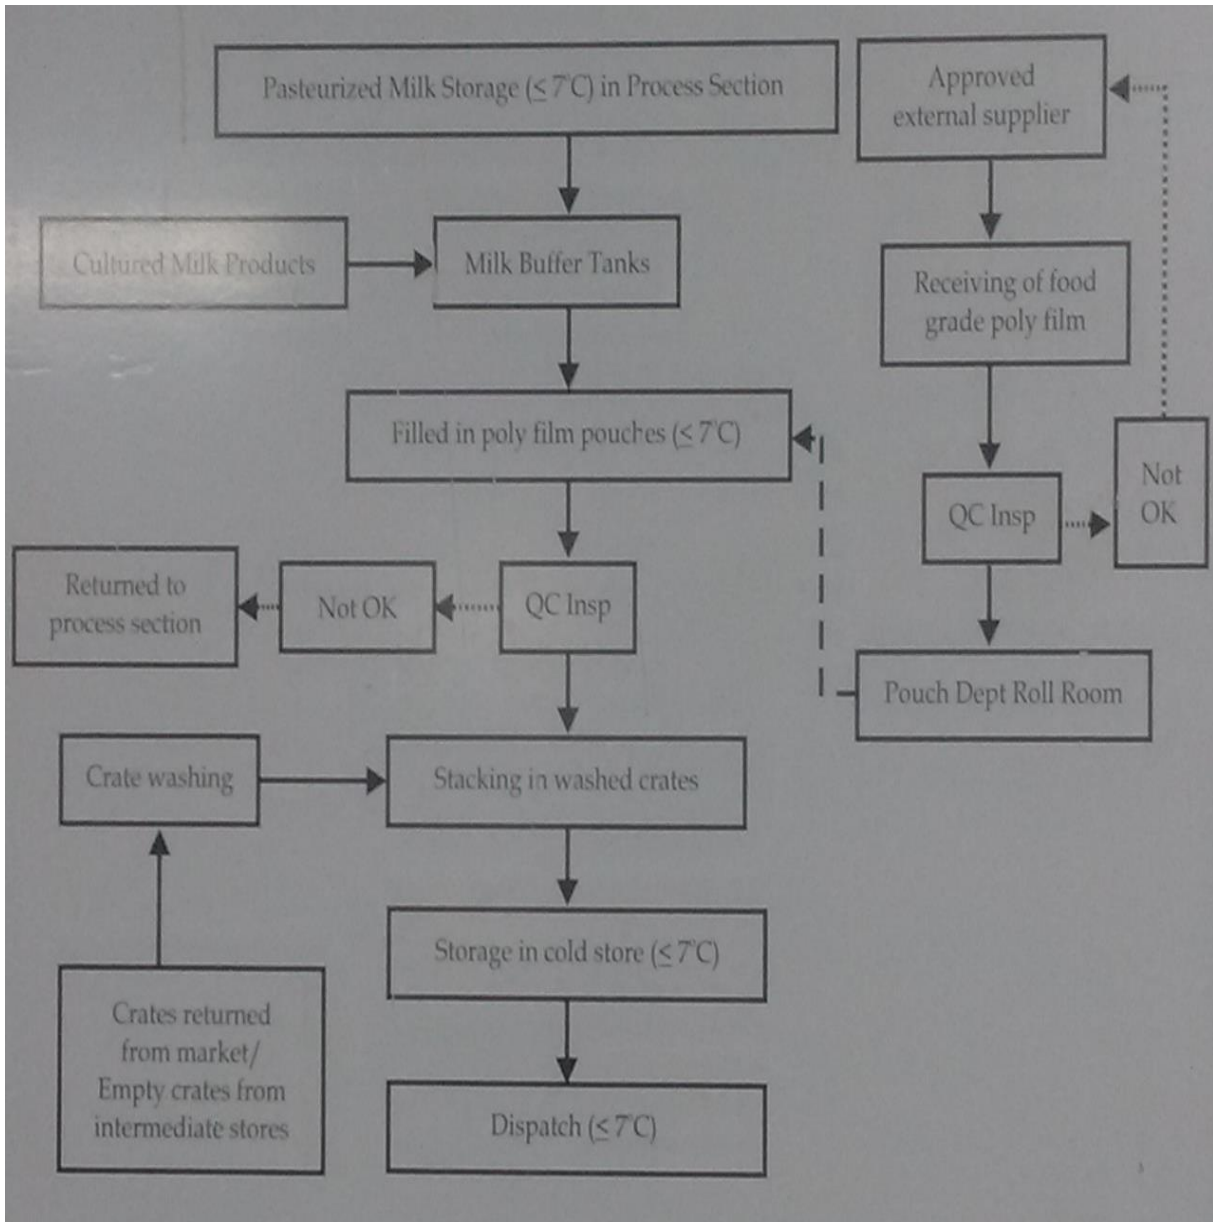 Pasteurized Milk Storage (≤ 7°C) in Process Section
Approved
external supplier
Cultured Milk Products
Milk Buffer Tanks
Receiving of food
grade poly film
Filled in poly film pouches (≤ 7°C)
QC Insp
Not
OK
Returned to
process section
Not OK
QC Insp
Pouch Dept Roll Room
Crate washing
Stacking in washed crates
Storage in cold store (≤ 7°C)
Crates returned
from market/
Empty crates from
intermediate stores
Dispatch (≤ 7°C)